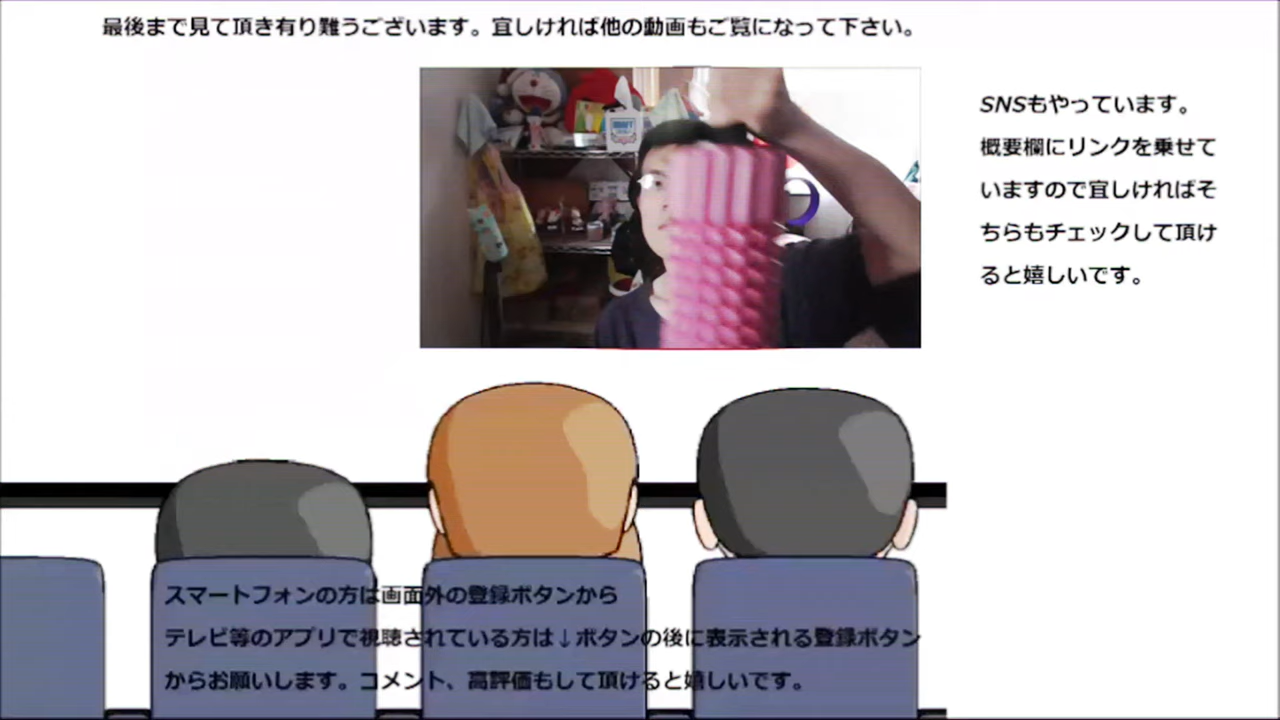 最後まで見て頂き有り難うございます。宜しければ他の動画もご覧になって下さい。
SNSもやっています。
概要欄にリンクを乗せて
いますので宜しければそ
ちらもチェックして頂け
ると嬉しいです。
スマートフォンの方は画面外の登録ボタンから
テレビ等のアプリで視聴されている方は↓ボタンの後に表示される登録ボタン
からお願いします。コメント、高評価もして頂けると嬉しいです。